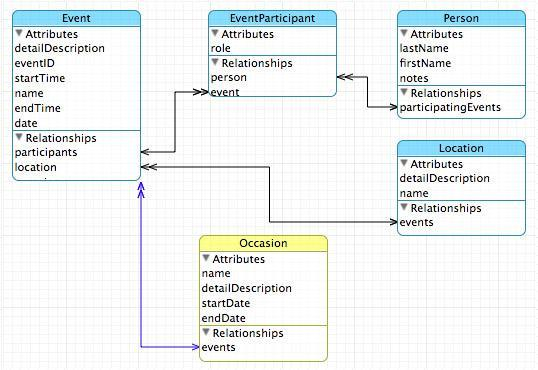 Event
Attributes
detailDescription
eventID
startTime
name
endTime
date
Relationships
participants
location
EventParticipant
Attributes
role
Relationships
person
event
Person
Attributes
lastName
firstName
notes
Relationships
participatingEvents
Location
Attributes
detailDescription
name
Relationships
events
Occasion
Attributes
name
detailDescription
startDate
endDate
Relationships
events